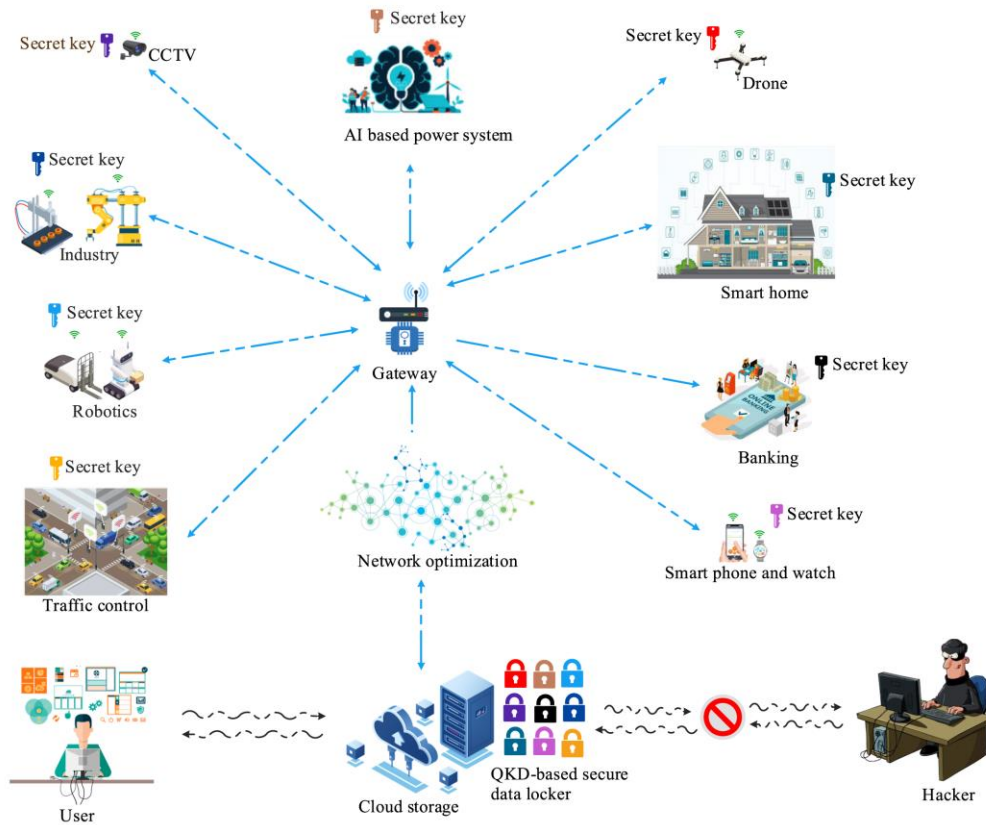 Secret key
CCTV
Secret key
AI based power system
Secret key
Drone
Secret key
Industry
Secret key
Smart home
Secret key
Robotics
Gateway
Secret key
ONLINE
BANKING
Banking
Secret key
Traffic control
Network optimization
Secret key
Smart phone and watch
User
Cloud storage
QKD-based secure
data locker
Hacker